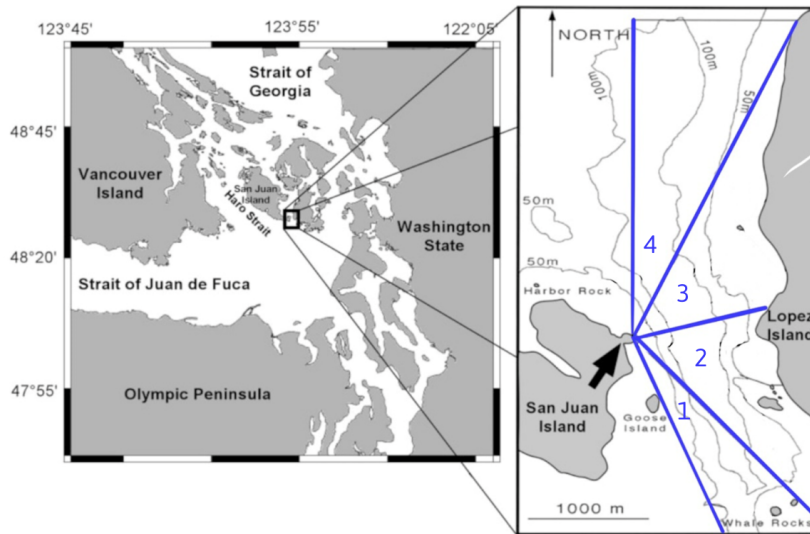 123°45'
123°55'
122°05'
48°45'
48°20'
47°55'
Strait of
Georgia
Vancouver
Island
San Juan
Island
Haro Strait
Washington
State
Strait of Juan de Fuca
Olympic Peninsula
NORTH
100m
100m
50m
50m
50m
Harbor Rock
4
3
2
1
Lopez
Island
San Juan
Island
Goose
Island
1000 m
Whale Rocks